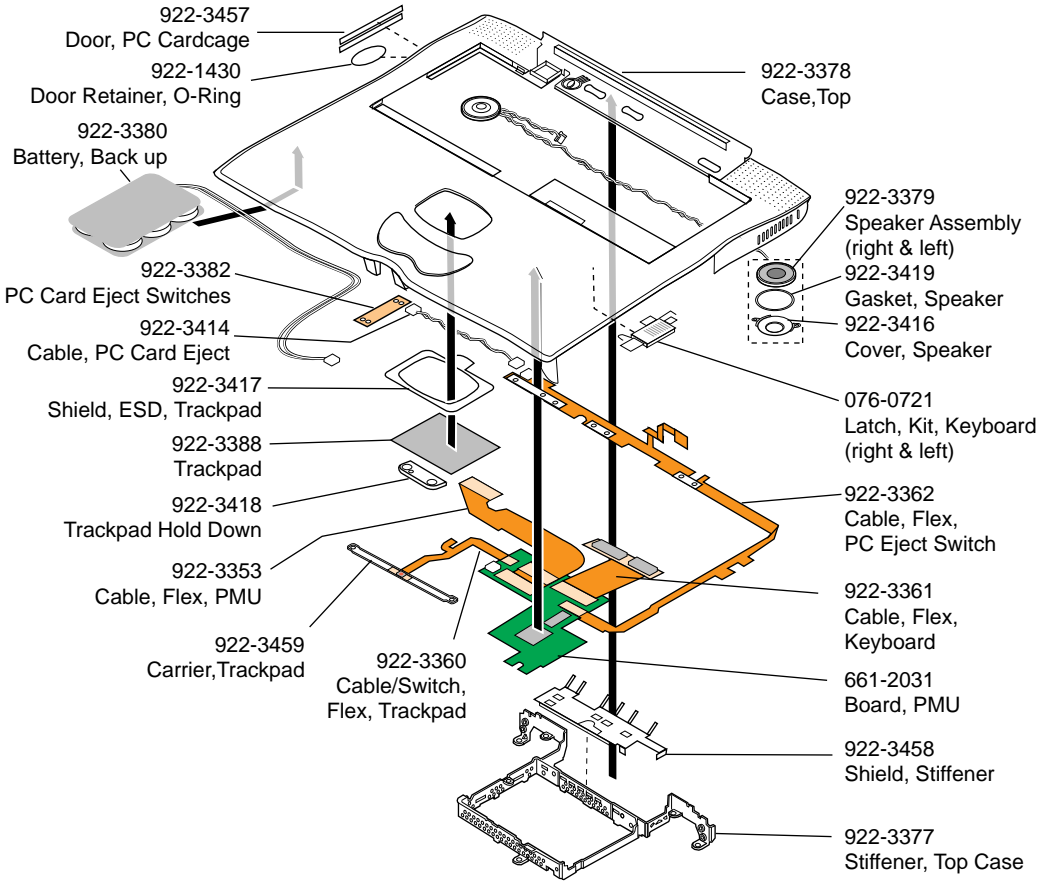 922-3457
Door, PC Cardcage
922-1430
Door Retainer, O-Ring
922-3380
Battery, Back up
922-3382
PC Card Eject Switches
922-3414
Cable, PC Card Eject
922-3417
Shield, ESD, Trackpad
922-3388
Trackpad
922-3418
Trackpad Hold Down
922-3353
Cable, Flex, PMU
922-3459
Carrier,Trackpad
922-3360
Cable/Switch,
Flex, Trackpad
922-3378
Case,Top
922-3379
Speaker Assembly
(right & left)
922-3419
Gasket, Speaker
922-3416
Cover, Speaker
076-0721
Latch, Kit, Keyboard
(right & left)
922-3362
Cable, Flex,
PC Eject Switch
922-3361
Cable, Flex,
Keyboard
661-2031
Board, PMU
922-3458
Shield, Stiffener
922-3377
Stiffener, Top Case